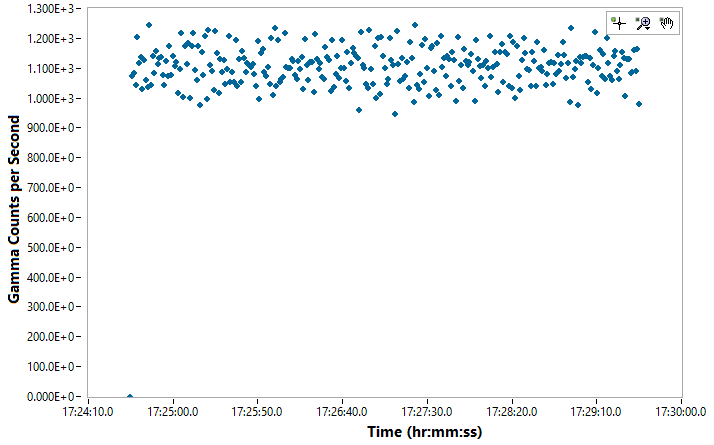 1.300E+3
1.200E+3
1.100E+3
1.000E+3
900.0E+0
800.0E+0
700.0E+0
600.0E+0
500.0E+0
400.0E+0
300.0E+0
200.0E+0
100.0E+0
0.000E+0
Gamma Counts per Second
17:24:10.0 17:25:00.0 17:25:50.0 17:26:40.0 17:27:30.0 17:28:20.0 17:29:10.0 17:30:00.0
Time (hr:mm:ss)